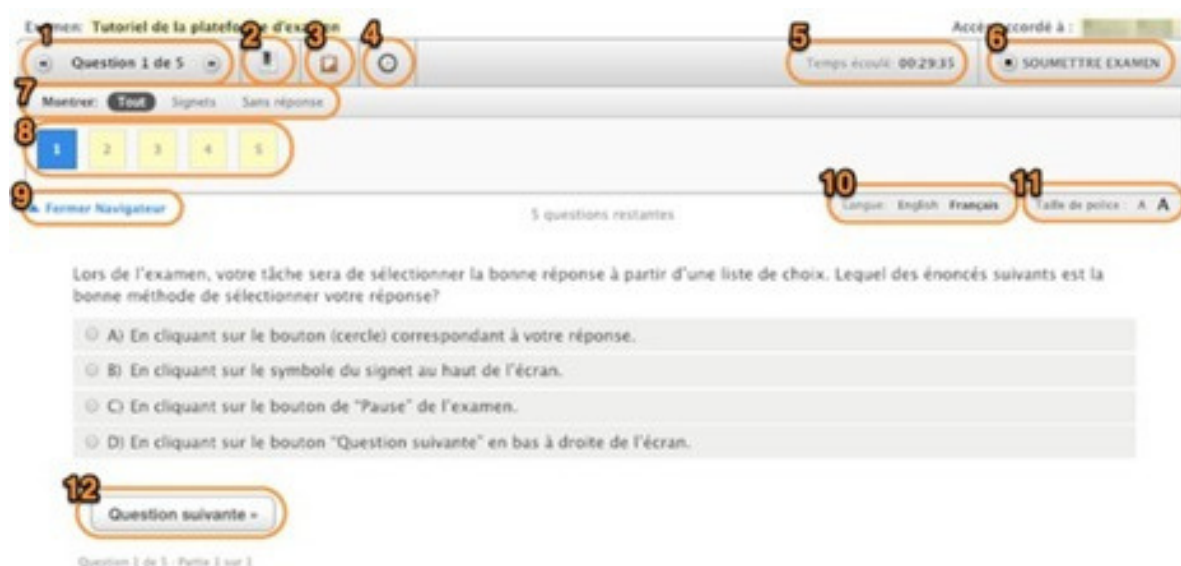 Examen: Tutoriel de la plateforme d'examen
Accès accordé à :
1
2
3
4
5
6
Question 1 de 5
Temps écoulé: 00:29:35
SOUMETTRE EXAMEN
7
Montrer: Tout Signets Sans réponse
8
1 2 3 4 5
9
10
11
Fermer Navigateur
5 questions restantes
Langue: English Français
Taille de police : A A
Lors de l'examen, votre tâche sera de sélectionner la bonne réponse à partir d'une liste de choix. Lequel des énoncés suivants est la
bonne méthode de sélectionner votre réponse?
A) En cliquant sur le bouton (cercle) correspondant à votre réponse.
B) En cliquant sur le symbole du signet au haut de l'écran.
C) En cliquant sur le bouton de "Pause" de l'examen.
D) En cliquant sur le bouton "Question suivante" en bas à droite de l'écran.
12
Question suivante »
Question 1 de 5 - Partie 1 sur 1